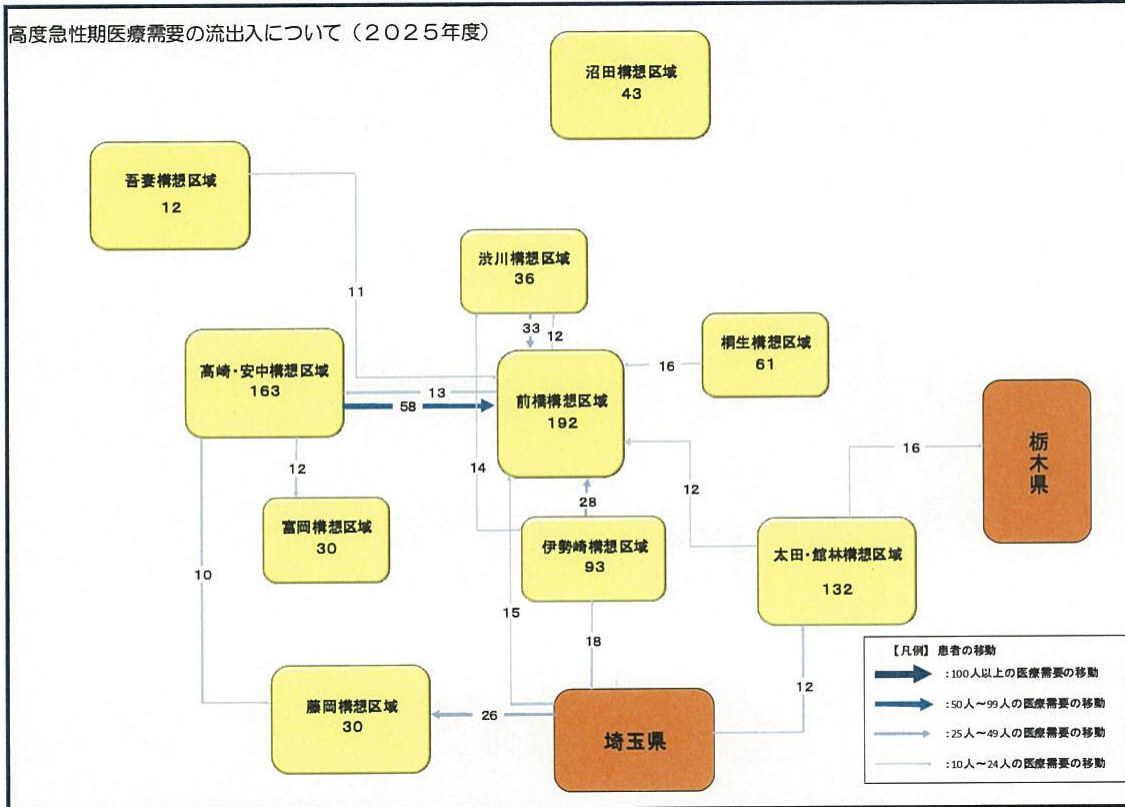 高度急性期医療需要の流出入について（２０２５年度）
沼田構想区域
43
吾妻構想区域
12
渋川構想区域
36
11
33
12
桐生構想区域
61
高崎・安中構想区域
163
16
13
58
前橋構想区域
192
栃木県
16
12
14
12
28
富岡構想区域
30
伊勢崎構想区域
93
太田・館林構想区域
132
10
15
18
【凡例】 患者の移動
:100人以上の医療需要の移動
:50人～99人の医療需要の移動
:25人～49人の医療需要の移動
:10人～24人の医療需要の移動
12
藤岡構想区域
30
26
埼玉県